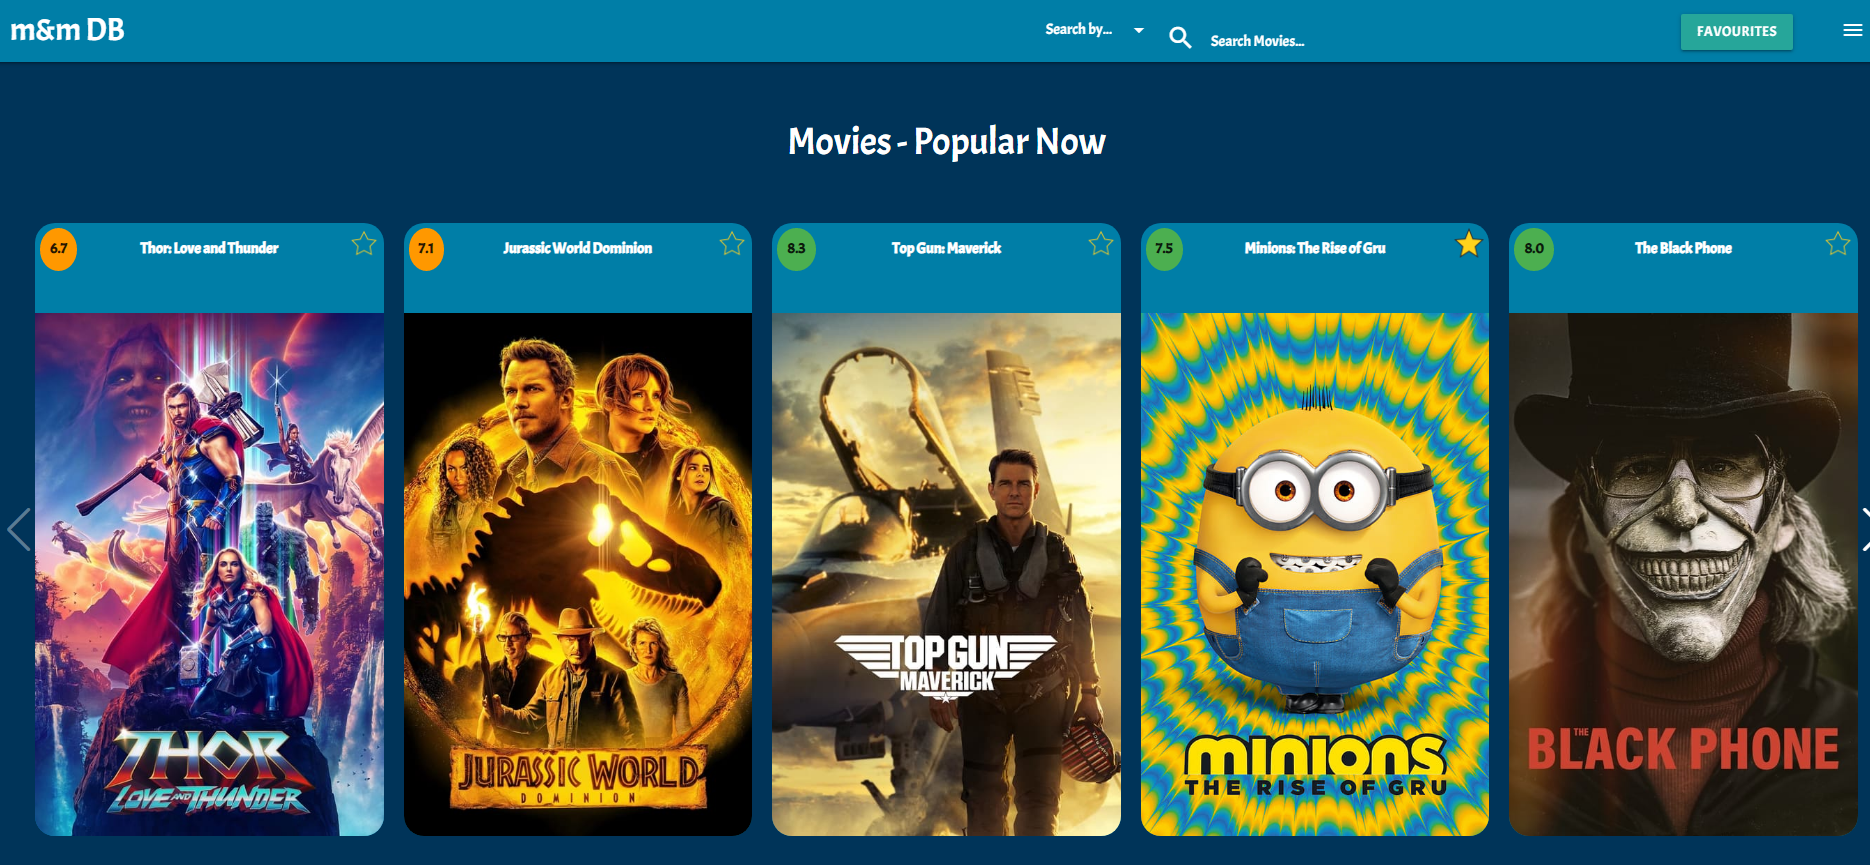 m&m DB
Search by...
Search Movies...
FAVOURITES
Movies - Popular Now
6.7
Thor: Love and Thunder
7.1
Jurassic World Dominion
8.3
Top Gun: Maverick
7.5
Minions: The Rise of Gru
8.0
The Black Phone
THOR
LOVE AND THUNDER
JURASSIC WORLD
DOMINION
TOP GUN
MAVERICK
minions
THE RISE OF GRU
THE
BLACK PHONE